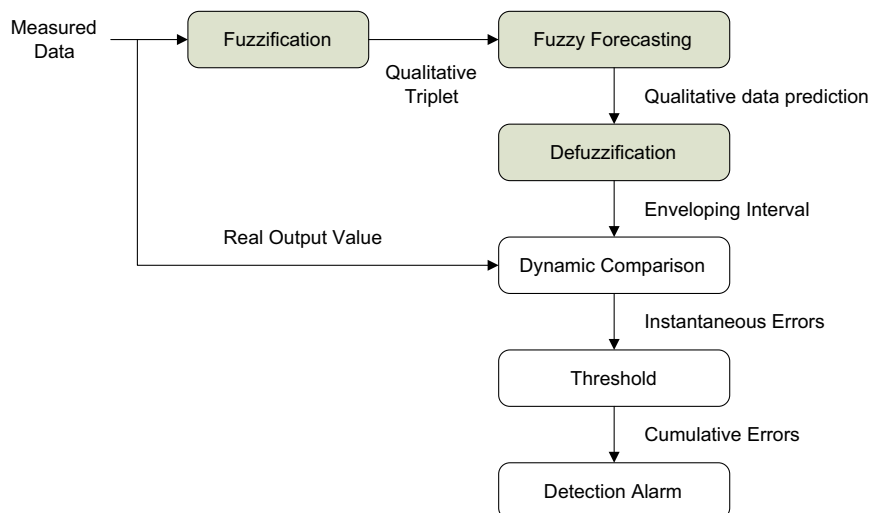 Measured
Data
Fuzzification
Fuzzy Forecasting
Qualitative
Triplet
Qualitative data prediction
Defuzzification
Enveloping Interval
Real Output Value
Dynamic Comparison
Instantaneous Errors
Threshold
Cumulative Errors
Detection Alarm